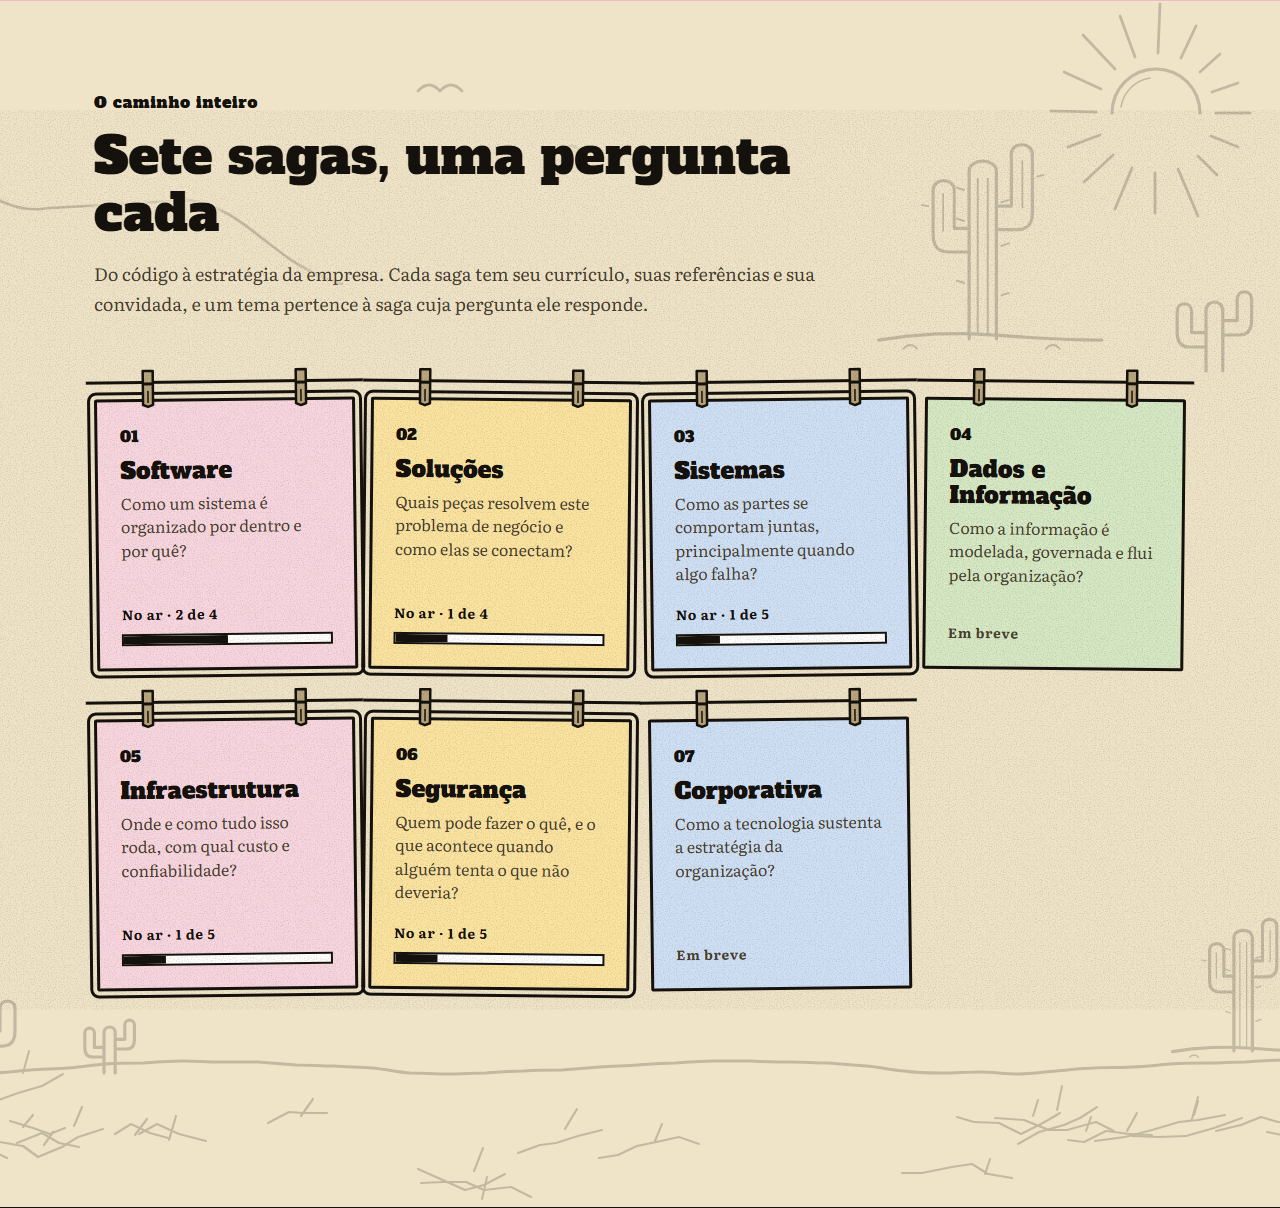 O caminho inteiro
Sete sagas, uma pergunta
cada
Do código à estratégia da empresa. Cada saga tem seu currículo, suas referências e sua
convidada, e um tema pertence à saga cuja pergunta ele responde.
01
Software
Como um sistema é
organizado por dentro e
por quê?
No ar · 2 de 4
02
Soluções
Quais peças resolvem este
problema de negócio e
como elas se conectam?
No ar · 1 de 4
03
Sistemas
Como as partes se
comportam juntas,
principalmente quando
algo falha?
No ar · 1 de 5
04
Dados e
Informação
Como a informação é
modelada, governada e flui
pela organização?
Em breve
05
Infraestrutura
Onde e como tudo isso
roda, com qual custo e
confiabilidade?
No ar · 1 de 5
06
Segurança
Quem pode fazer o quê, e o
que acontece quando
alguém tenta o que não
deveria?
No ar · 1 de 5
07
Corporativa
Como a tecnologia sustenta
a estratégia da
organização?
Em breve